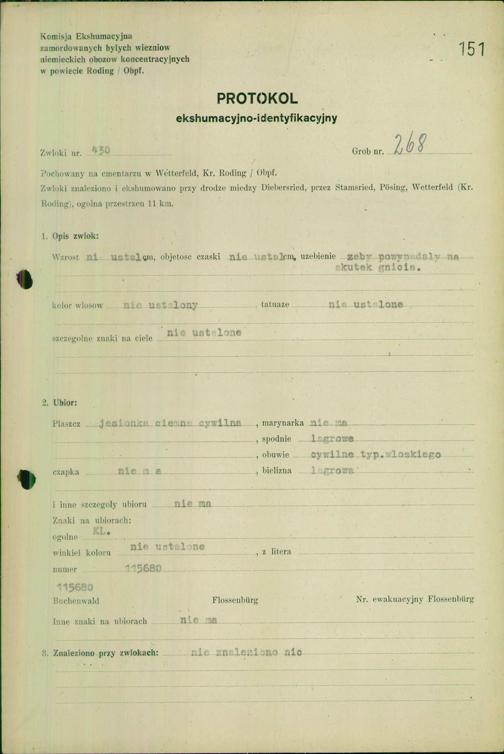 Komisja Ekshumacyjna
zamordowanych bylych wiezniow
niemieckich obozow koncentracyjnych
w powiecie Roding / Obpf.
151
PROTOKOL
ekshumacyjno-identyfikacyjny
Zwloki nr. 430 Grob nr. 268
Pochowany na cmentarzu w Wetterfeld, Kr. Roding / Obpf.
Zwloki znaleziono i ekshumowano przy drodze miedzy Diebersried, przez Stamsried, Pösing, Wetterfeld (Kr.
Roding), ogolna przestrzen 11 km.
1. Opis zwlok:
Wzrost ni ustalcm, objetosc czaski nie ustalcm, uzebienie zeby powypadaly na
skutek gnicia.
kolor wlosow nie ustalony tatuaze nie ustalone
szczegolne znaki na ciele nie ustalone
2. Ubior:
Plaszcz jesionka ciemna cywilna , marynarka nie ma
, spodnie lagrowe
, obuwie cywilne typ.wloskiego
czapka nie m a , bielizna lagrowa
i inne szczegoly ubioru nie ma
Znaki na ubiorach:
ogolne KL.
winkiel koloru nie ustalone , z litera
numer 115680
115680
Buchenwald Flossenbürg Nr. ewakuacyjny Flossenbürg
Inne znaki na ubiorach nie ma
3. Znaleziono przy zwlokach: nie znaleziono nic